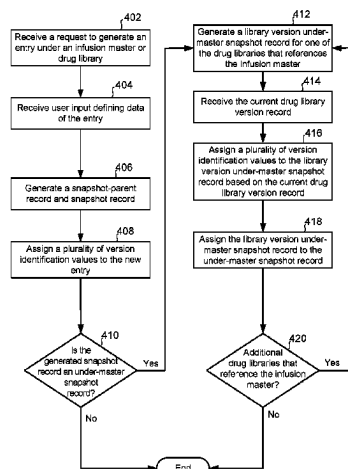 402
Receive a request to generate an
entry under an infusion master or
drug library
404
Receive user input defining data
of the entry
406
Generate a snapshot-parent
record and snapshot record
408
Assign a plurality of version
identification values to the new
entry
410
Is the
generated snapshot
record an under-master
snapshot
record?
Yes
No
412
Generate a library version under-
master snapshot record for one of
the drug libraries that references
the infusion master
414
Receive the current drug library
version record
416
Assign a plurality of version
identification values to the library
version under-master snapshot
record based on the current drug
library version record
418
Assign the library version under-
master snapshot record to the
under-master snapshot record
420
Additional
drug libraries that
reference the infusion
master?
Yes
No
End